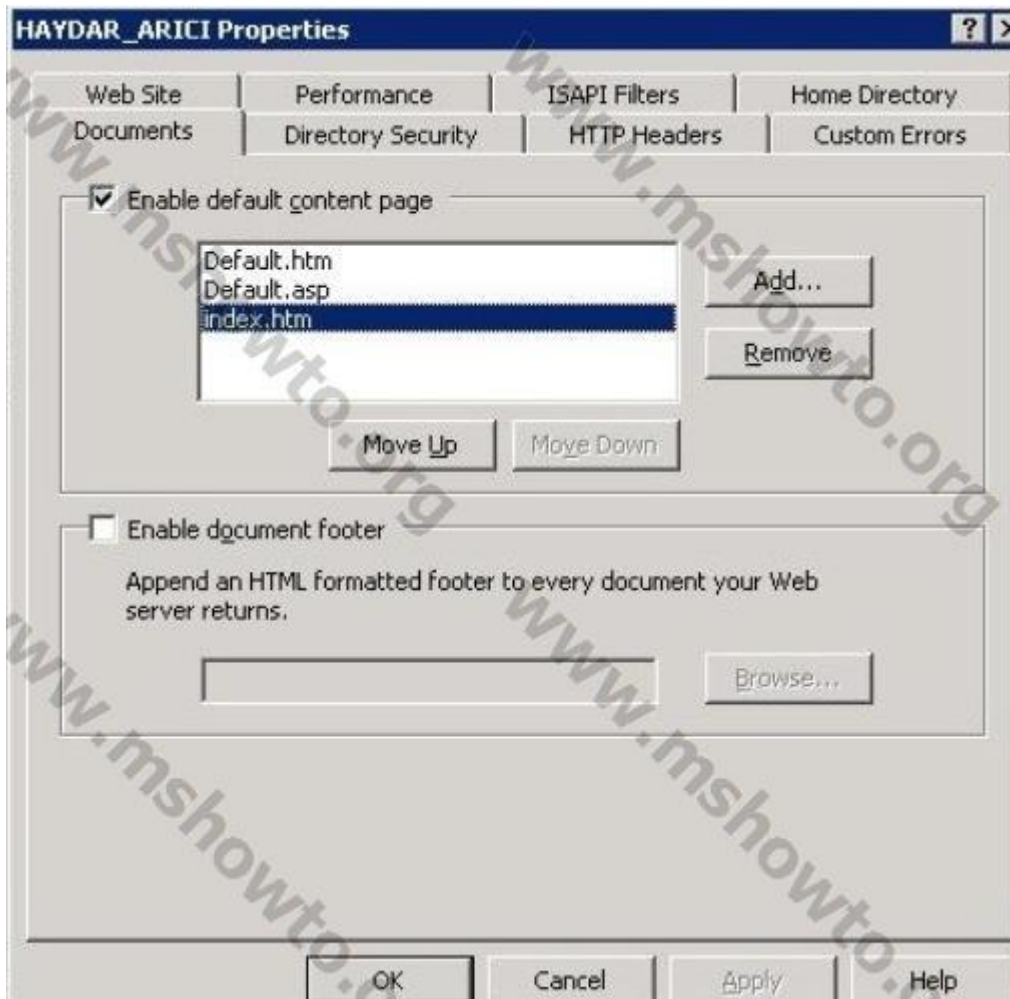 HAYDAR_ARICI Properties
Web Site Performance ISAPI Filters Home Directory
Documents Directory Security HTTP Headers Custom Errors
Enable default content page
Default.htm
Default.asp
index.htm
Add...
Remove
Move Up Move Down
Enable document footer
Append an HTML formatted footer to every document your Web
server returns.
Browse...
OK Cancel Apply Help
www.mshowto.org
www.mshowto.org
www.mshowto.org
www.mshowto.org